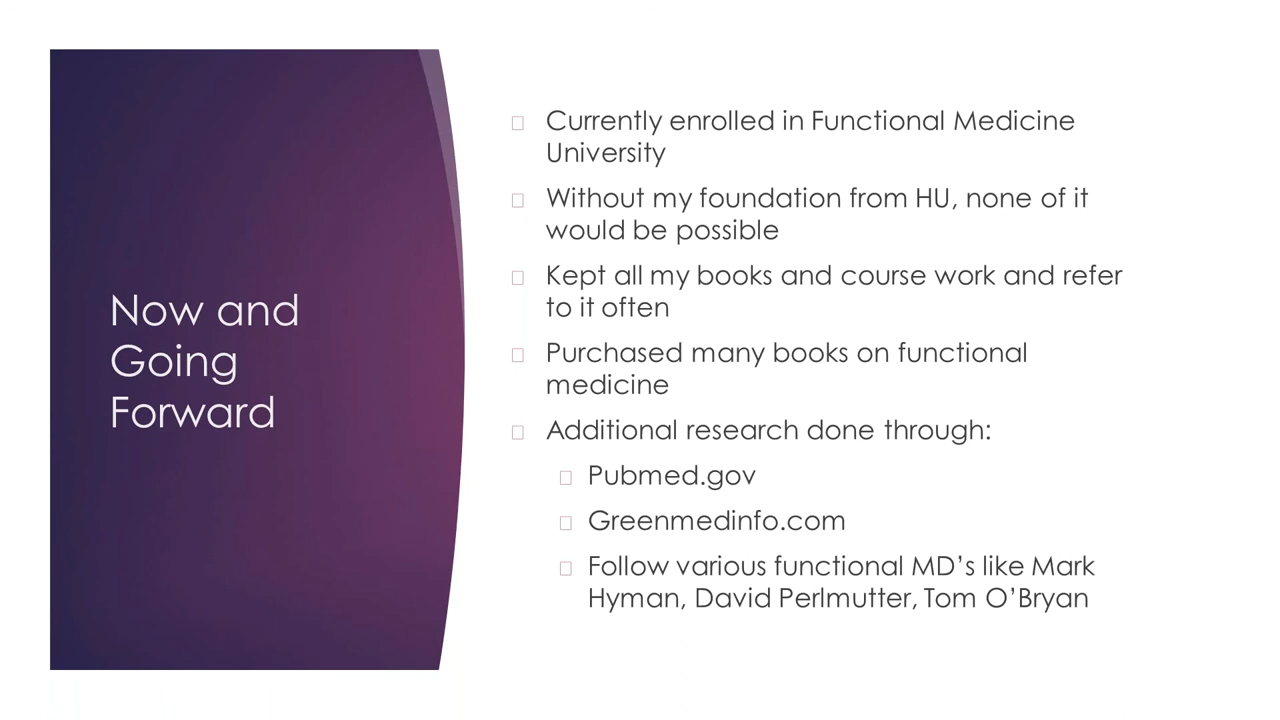 Now and
Going
Forward
Currently enrolled in Functional Medicine
University
Without my foundation from HU, none of it
would be possible
Kept all my books and course work and refer
to it often
Purchased many books on functional
medicine
Additional research done through:
Pubmed.gov
Greenmedinfo.com
Follow various functional MD’s like Mark
Hyman, David Perlmutter, Tom O’Bryan